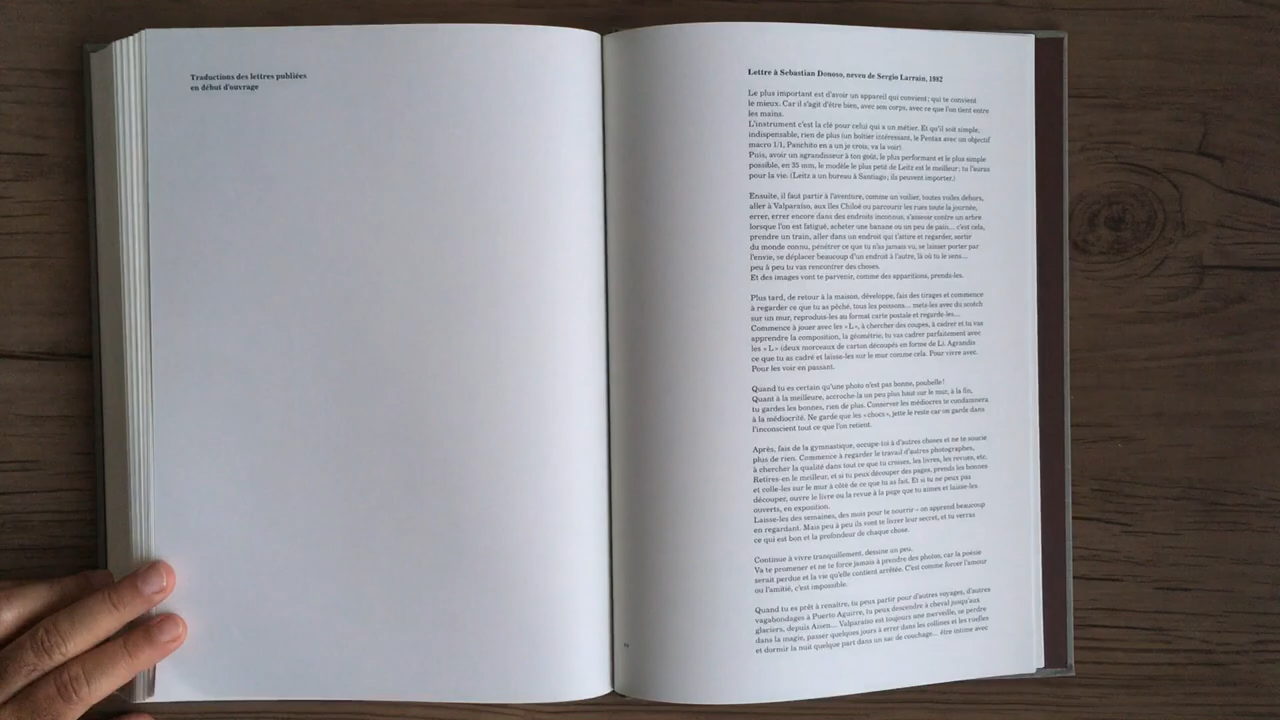 Traductions des lettres publiées
en début d'ouvrage
Lettre à Sebastian Donoso, neveu de Sergio Larrain, 1982
Le plus important est d'avoir un appareil qui convient; qui te convient
le mieux. Car il s'agit d'être bien, avec son corps, avec ce que l'on tient entre
les mains.
L'instrument c'est la clé pour celui qui a un métier. Et qu'il soit simple,
indispensable, rien de plus (un boîtier intéressant, le Pentax avec un objectif
macro 1/1, Panchito en a un je crois, va la voir).
Puis, avoir un agrandisseur à ton goût, le plus performant et le plus simple
possible, en 35 mm, le modèle le plus petit de Leitz est le meilleur; tu l'auras
pour la vie. (Leitz a un bureau à Santiago; ils peuvent importer.)
Ensuite, il faut partir à l'aventure, comme un voilier, toutes voiles dehors,
aller à Valparaiso, aux îles Chiloé ou parcourir les rues toute la journée,
errer, errer encore dans des endroits inconnus, s'asseoir contre un arbre
lorsque l'on est fatigué, acheter une banane ou un peu de pain... c'est cela,
prendre un train, aller dans un endroit qui t'attire et regarder, sortir
du monde connu, pénétrer ce que tu n'as jamais vu, se laisser porter par
l'envie, se déplacer beaucoup d'un endroit à l'autre, là où tu le sens...
peu à peu tu vas rencontrer des choses.
Et des images vont te parvenir, comme des apparitions, prends-les.
Plus tard, de retour à la maison, développe, fais des tirages et commence
à regarder ce que tu as pêché, tous les poissons... mets-les avec du scotch
sur un mur, reproduis-les au format carte postale et regarde-les...
Commence à jouer avec les «L», à chercher des coupes, à cadrer et tu vas
apprendre la composition, la géométrie, tu vas cadrer parfaitement avec
les «L» (deux morceaux de carton découpés en forme de L). Agrandis
ce que tu as cadré et laisse-les sur le mur comme cela. Pour vivre avec.
Pour les voir en passant.
Quand tu es certain qu'une photo n'est pas bonne, poubelle!
Quant à la meilleure, accroche-la un peu plus haut sur le mur, à la fin,
tu gardes les bonnes, rien de plus. Conserver les médiocres te condamnera
à la médiocrité. Ne garde que les «chocs», jette le reste car on garde dans
l'inconscient tout ce que l'on retient.
Après, fais de la gymnastique, occupe-toi à d'autres choses et ne te soucie
plus de rien. Commence à regarder le travail d'autres photographes,
à chercher la qualité dans tout ce que tu croises, les livres, les revues, etc.
Retires-en le meilleur, et si tu peux découper des pages, prends les bonnes
et colle-les sur le mur à côté de ce que tu as fait. Et si tu ne peux pas
découper, ouvre le livre ou la revue à la page que tu aimes et laisse-les
ouverts, en exposition.
Laisse-les des semaines, des mois pour te nourrir – on apprend beaucoup
en regardant. Mais peu à peu ils vont te livrer leur secret, et tu verras
ce qui est bon et la profondeur de chaque chose.
Continue à vivre tranquillement, dessine un peu.
Va te promener et ne te force jamais à prendre des photos, car la poésie
serait perdue et la vie qu'elle contient arrêtée. C'est comme forcer l'amour
ou l'amitié, c'est impossible.
Quand tu es prêt à renaître, tu peux partir pour d'autres voyages, d'autres
vagabondages à Puerto Aguirre, tu peux descendre à cheval jusqu'aux
glaciers, depuis Aisen... Valparaiso est toujours une merveille, se perdre
dans la magie, passer quelques jours à errer dans les collines et les ruelles
et dormir la nuit quelque part dans un sac de couchage... être intime avec